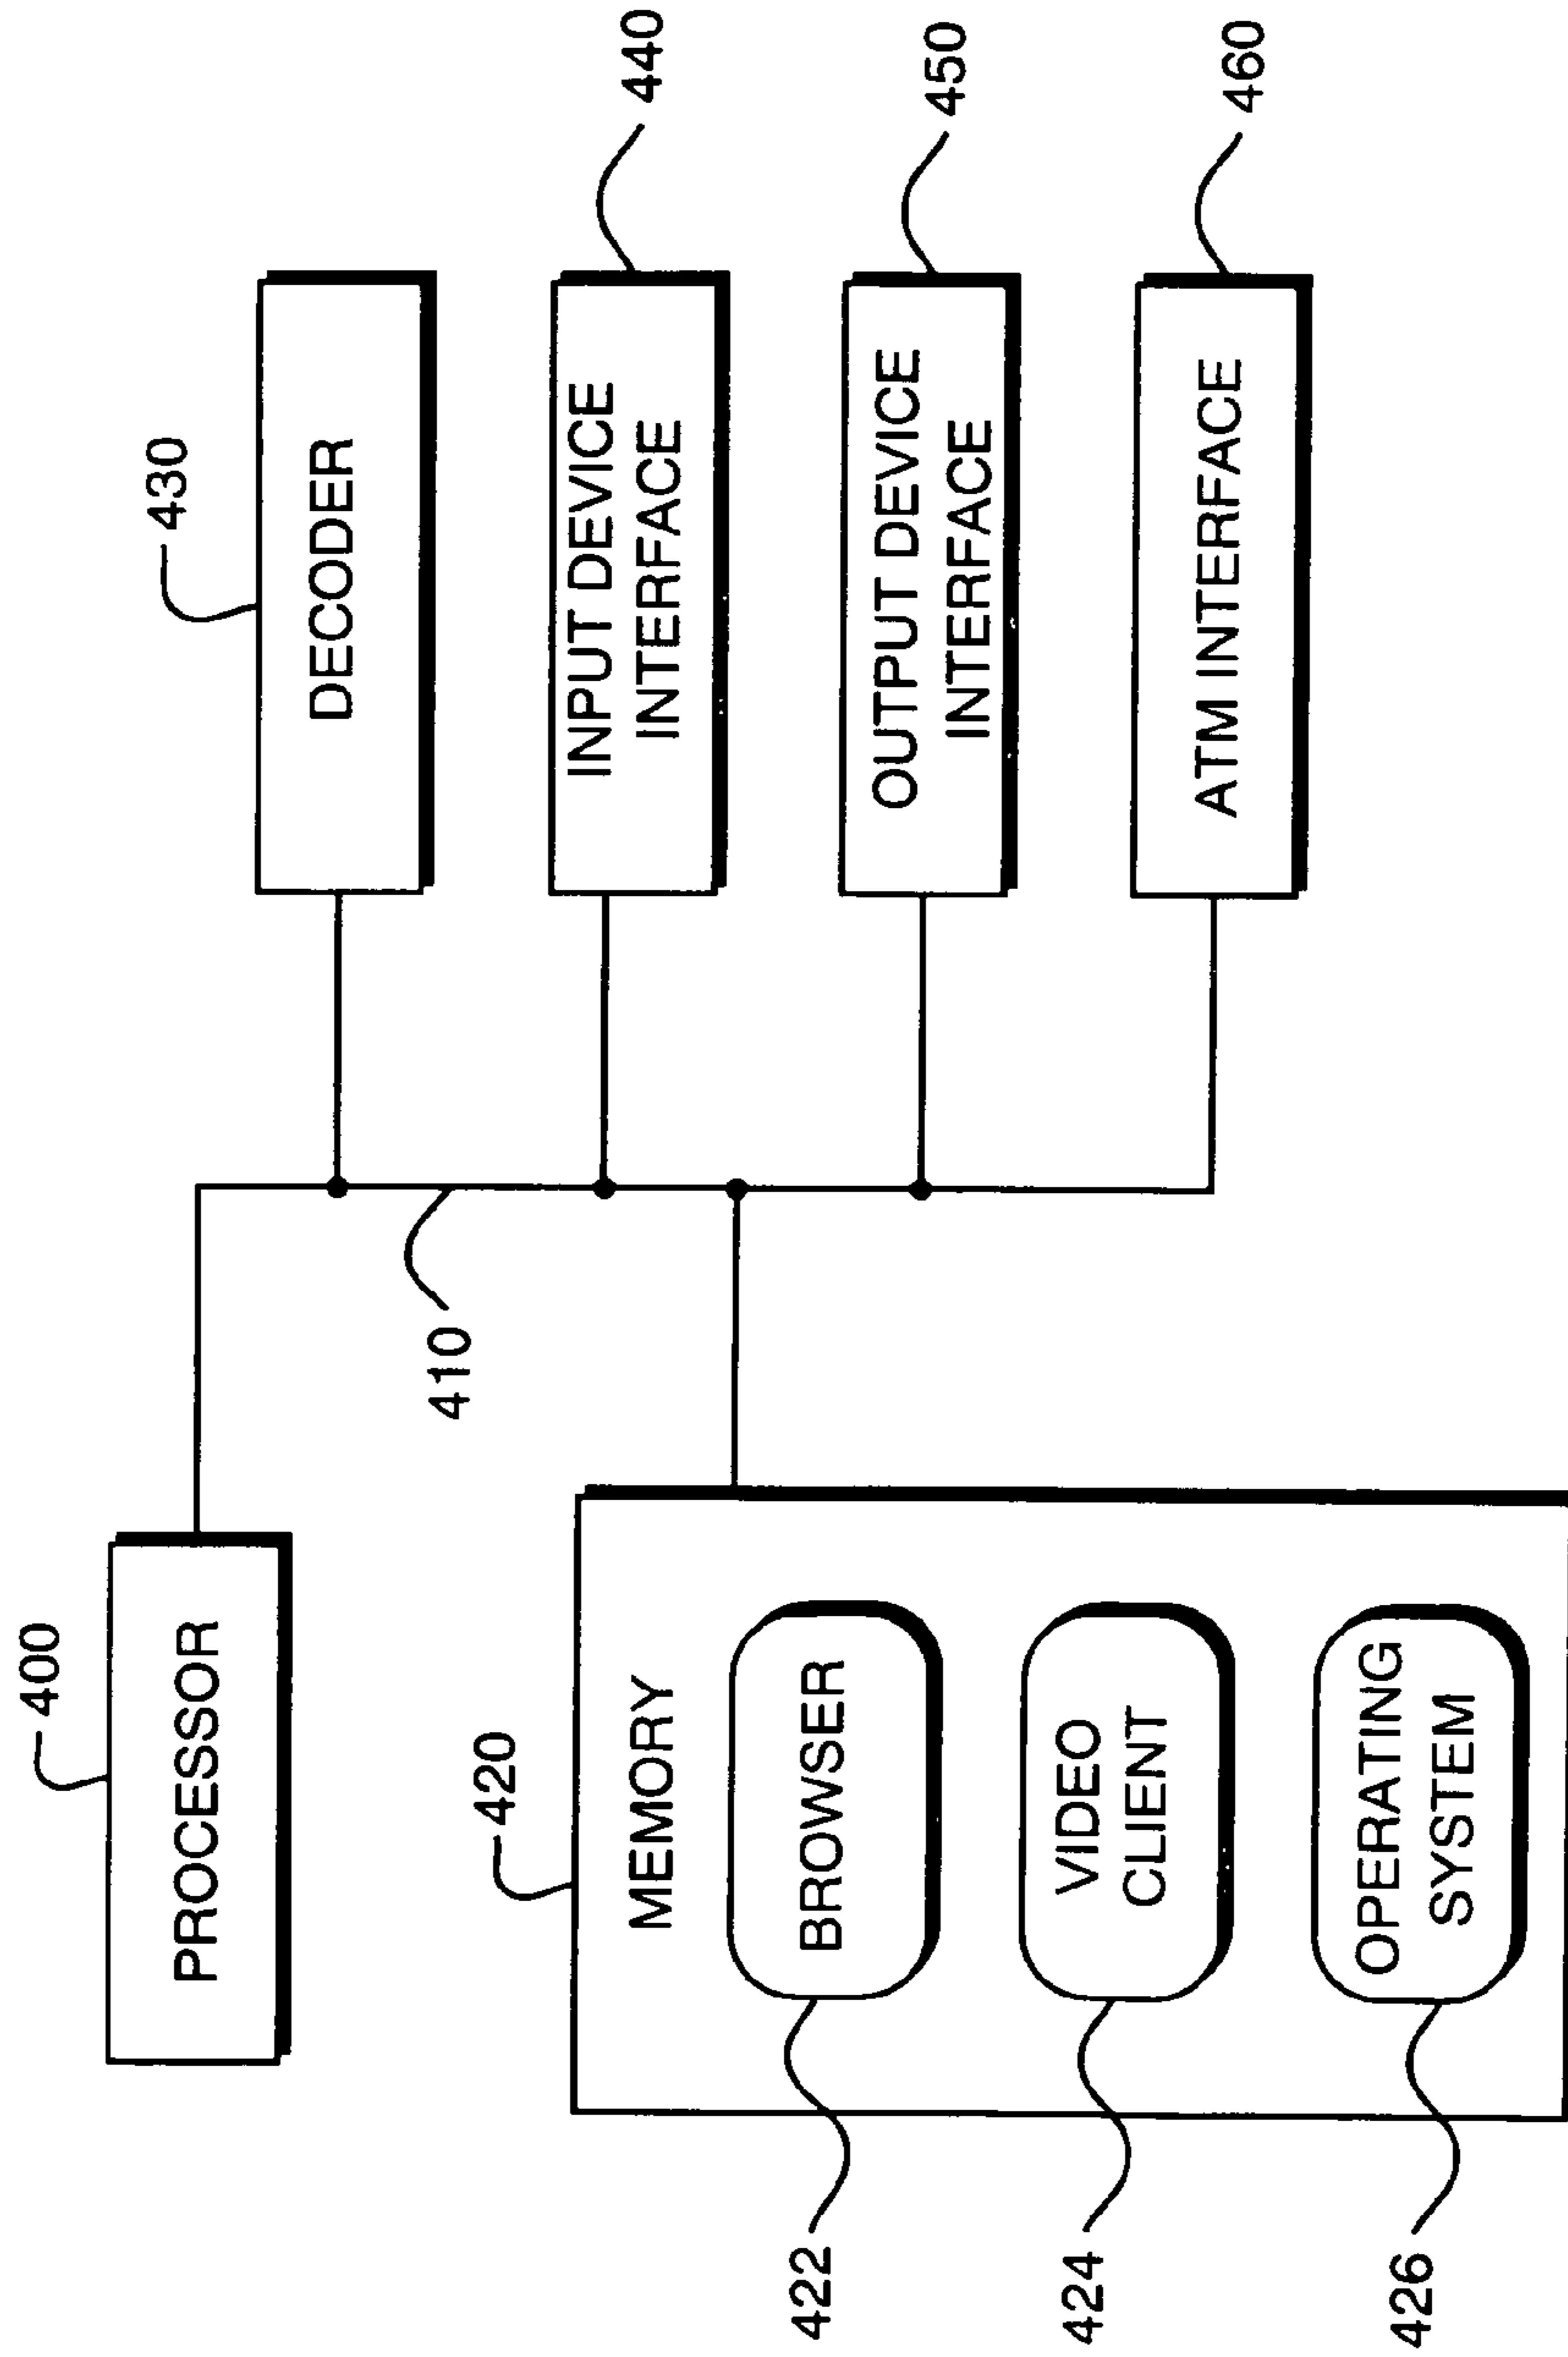 400
PROCESSOR
430
DECODER
410
420
MEMORY
422
BROWSER
424
VIDEO
CLIENT
426
OPERATING
SYSTEM
INPUT DEVICE
INTERFACE
440
OUTPUT DEVICE
INTERFACE
450
ATM INTERFACE
460